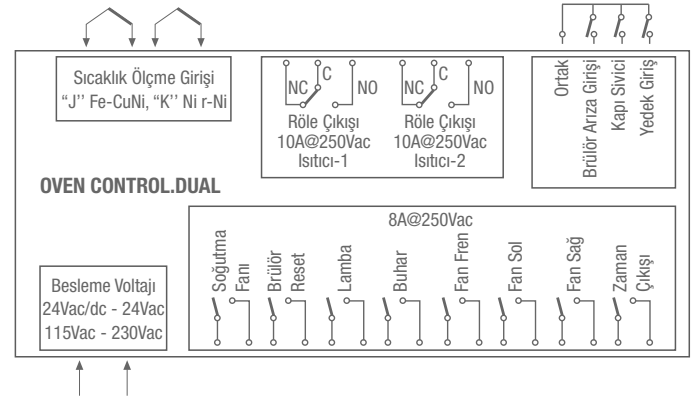 Sıcaklık Ölçme Girişi
“J’’ Fe-CuNi, “K’’ Ni r-Ni
NC
C
NO
Röle Çıkışı
10A@250Vac
Isıtıcı-1
NC
C
NO
Röle Çıkışı
10A@250Vac
Isıtıcı-2
Ortak
Brülör Arıza Girişi
Kapı Sivici
Yedek Giriş
OVEN CONTROL.DUAL
Besleme Voltajı
24Vac/dc - 24Vac
115Vac - 230Vac
8A@250Vac
Soğutma
Fanı
Brülör
Reset
Lamba
Buhar
Fan Fren
Fan Sol
Fan Sağ
Zaman
Çıkışı